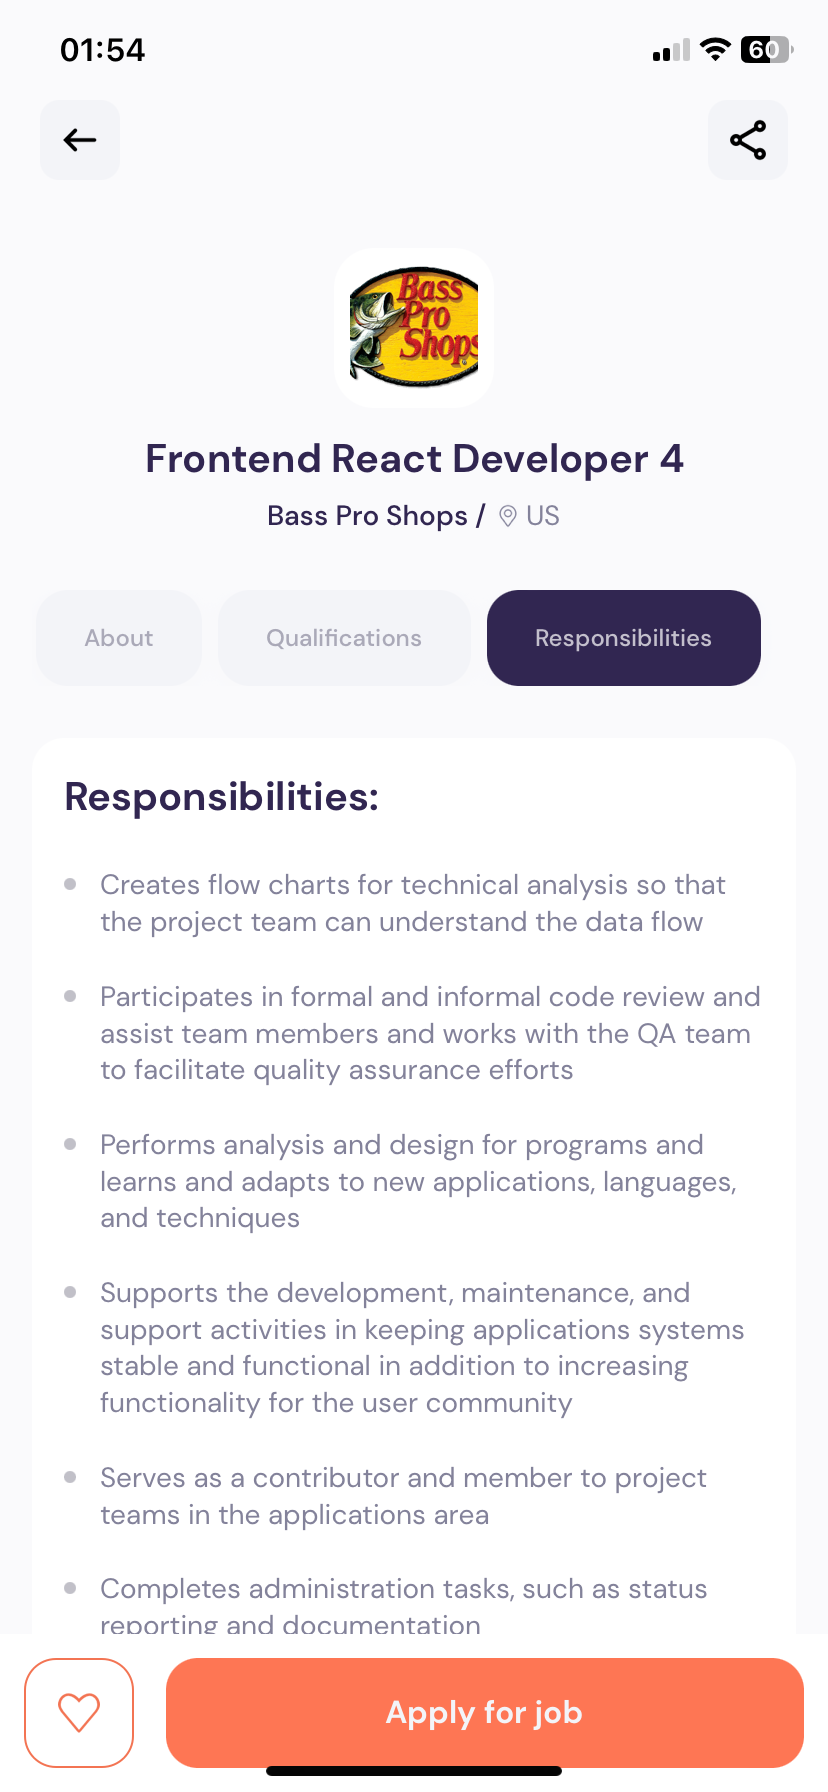 01:54
60
Bass
Pro
Shops
Frontend React Developer 4
Bass Pro Shops / US
About
Qualifications
Responsibilities
Responsibilities:
Creates flow charts for technical analysis so that
the project team can understand the data flow
Participates in formal and informal code review and
assist team members and works with the QA team
to facilitate quality assurance efforts
Performs analysis and design for programs and
learns and adapts to new applications, languages,
and techniques
Supports the development, maintenance, and
support activities in keeping applications systems
stable and functional in addition to increasing
functionality for the user community
Serves as a contributor and member to project
teams in the applications area
Completes administration tasks, such as status
reporting and documentation
Apply for job